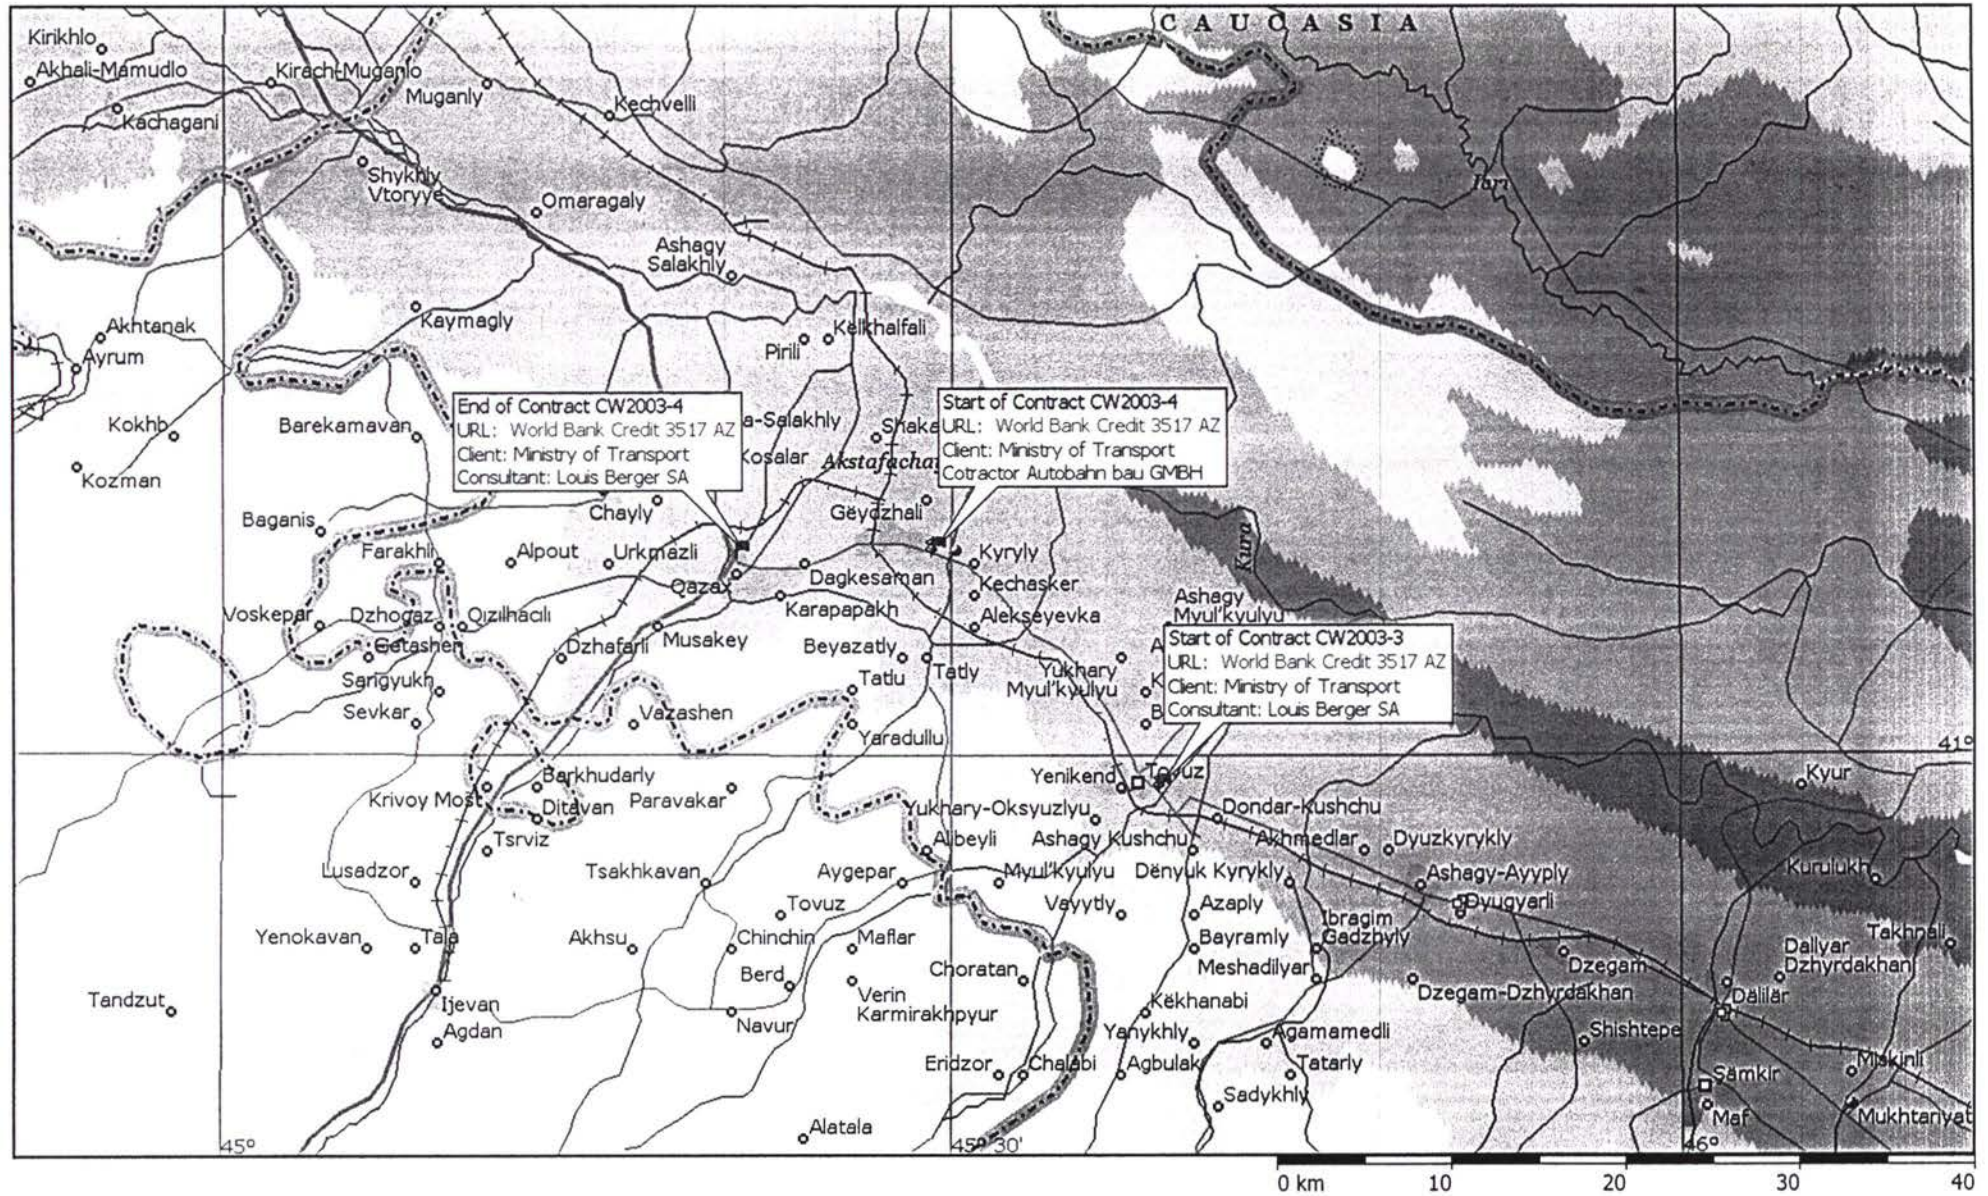 CAUCASIA
Kirikhlo
Akhali-Mamudlo
Kirach-Muganlo
Muganly
Kechvelli
Kachagani
Shykhly
Vtoryye
Omaragaly
Iori
Ashagy
Salakhly
Kaymagly
Akhtanak
Ayrum
Kelkhalfali
Pirili
Kokhb
Barekamavan
Kozman
End of Contract CW2003-4
URL: World Bank Credit 3517 AZ
Client: Ministry of Transport
Consultant: Louis Berger SA
a-Salakhly
Kosalar
Shaka
Akstafachay
Start of Contract CW2003-4
URL: World Bank Credit 3517 AZ
Client: Ministry of Transport
Cotractor Autobahn bau GMBH
Chayly
Gëydzhali
Baganis
Farakhli
Alpout
Urkmazli
Qazax
Dagkesaman
Kyryly
Kechasker
Kura
Karapapakh
Alekseyevka
Voskepar
Dzhogaz
Qızılhacılı
Getashen
Dzhafarli
Musakey
Beyazatly
Tatly
Tatlu
Ashagy
Myul'kyulyu
Yukhary
Myul'kyulyu
A
K
B
Start of Contract CW2003-3
URL: World Bank Credit 3517 AZ
Client: Ministry of Transport
Consultant: Louis Berger SA
Sarigyukh
Sevkar
Vazashen
Yaradullu
41°
Kyur
Barkhudarly
Krivoy Most
Ditavan
Paravakar
Yenikend
Tovuz
Yukhary-Oksyuzlyu
Dondar-Kushchu
Tsrviz
Albeyli
Ashagy Kushchu
Akhmedlar
Dyuzkyrykly
Lusadzor
Tsakhkavan
Aygepar
Myul'kyulyu
Dënyuk Kyrykly
Ashagy-Ayyply
Kurulukh
Tovuz
Vayytly
Azaply
Dyugyarli
Yenokavan
Tala
Akhsu
Chinchin
Maflar
Bayramly
Ibragim
Gadzhyly
Takhnali
Berd
Choratan
Meshadilyar
Dzegam
Dallyar
Dzhyrdakhan
Tandzut
Ijevan
Agdan
Navur
Verin
Karmirakhpyur
Këkhanabi
Dzegam-Dzhyrdakhan
Dälilär
Yanykhly
Agamamedli
Shishtepe
Eridzor
Chalabi
Agbulak
Tatarly
Miskinli
Sämkir
Sadykhly
Maf
Mukhtariyat
Alatala
45°
45° 30'
46°
0 km
10
20
30
40